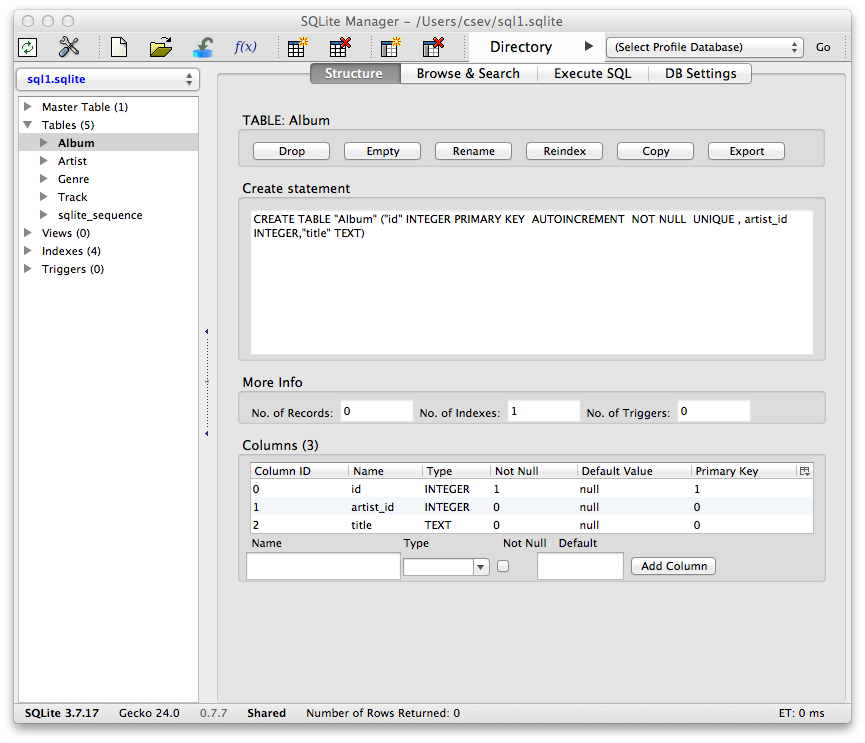 SQLite Manager – /Users/csev/sql1.sqlite
f(x) Directory (Select Profile Database) Go
sql1.sqlite
Structure Browse & Search Execute SQL DB Settings
Master Table (1)
Tables (5)
Album
Artist
Genre
Track
sqlite_sequence
Views (0)
Indexes (4)
Triggers (0)
TABLE: Album
Drop Empty Rename Reindex Copy Export
Create statement
CREATE TABLE "Album" ("id" INTEGER PRIMARY KEY  AUTOINCREMENT  NOT NULL  UNIQUE , artist_id
INTEGER,"title" TEXT)
More Info
No. of Records: 0 No. of Indexes: 1 No. of Triggers: 0
Columns (3)
Column ID Name Type Not Null Default Value Primary Key
0 id INTEGER 1 null 1
1 artist_id INTEGER 0 null 0
2 title TEXT 0 null 0
Name Type Not Null Default
Add Column
SQLite 3.7.17 Gecko 24.0 0.7.7 Shared Number of Rows Returned: 0 ET: 0 ms